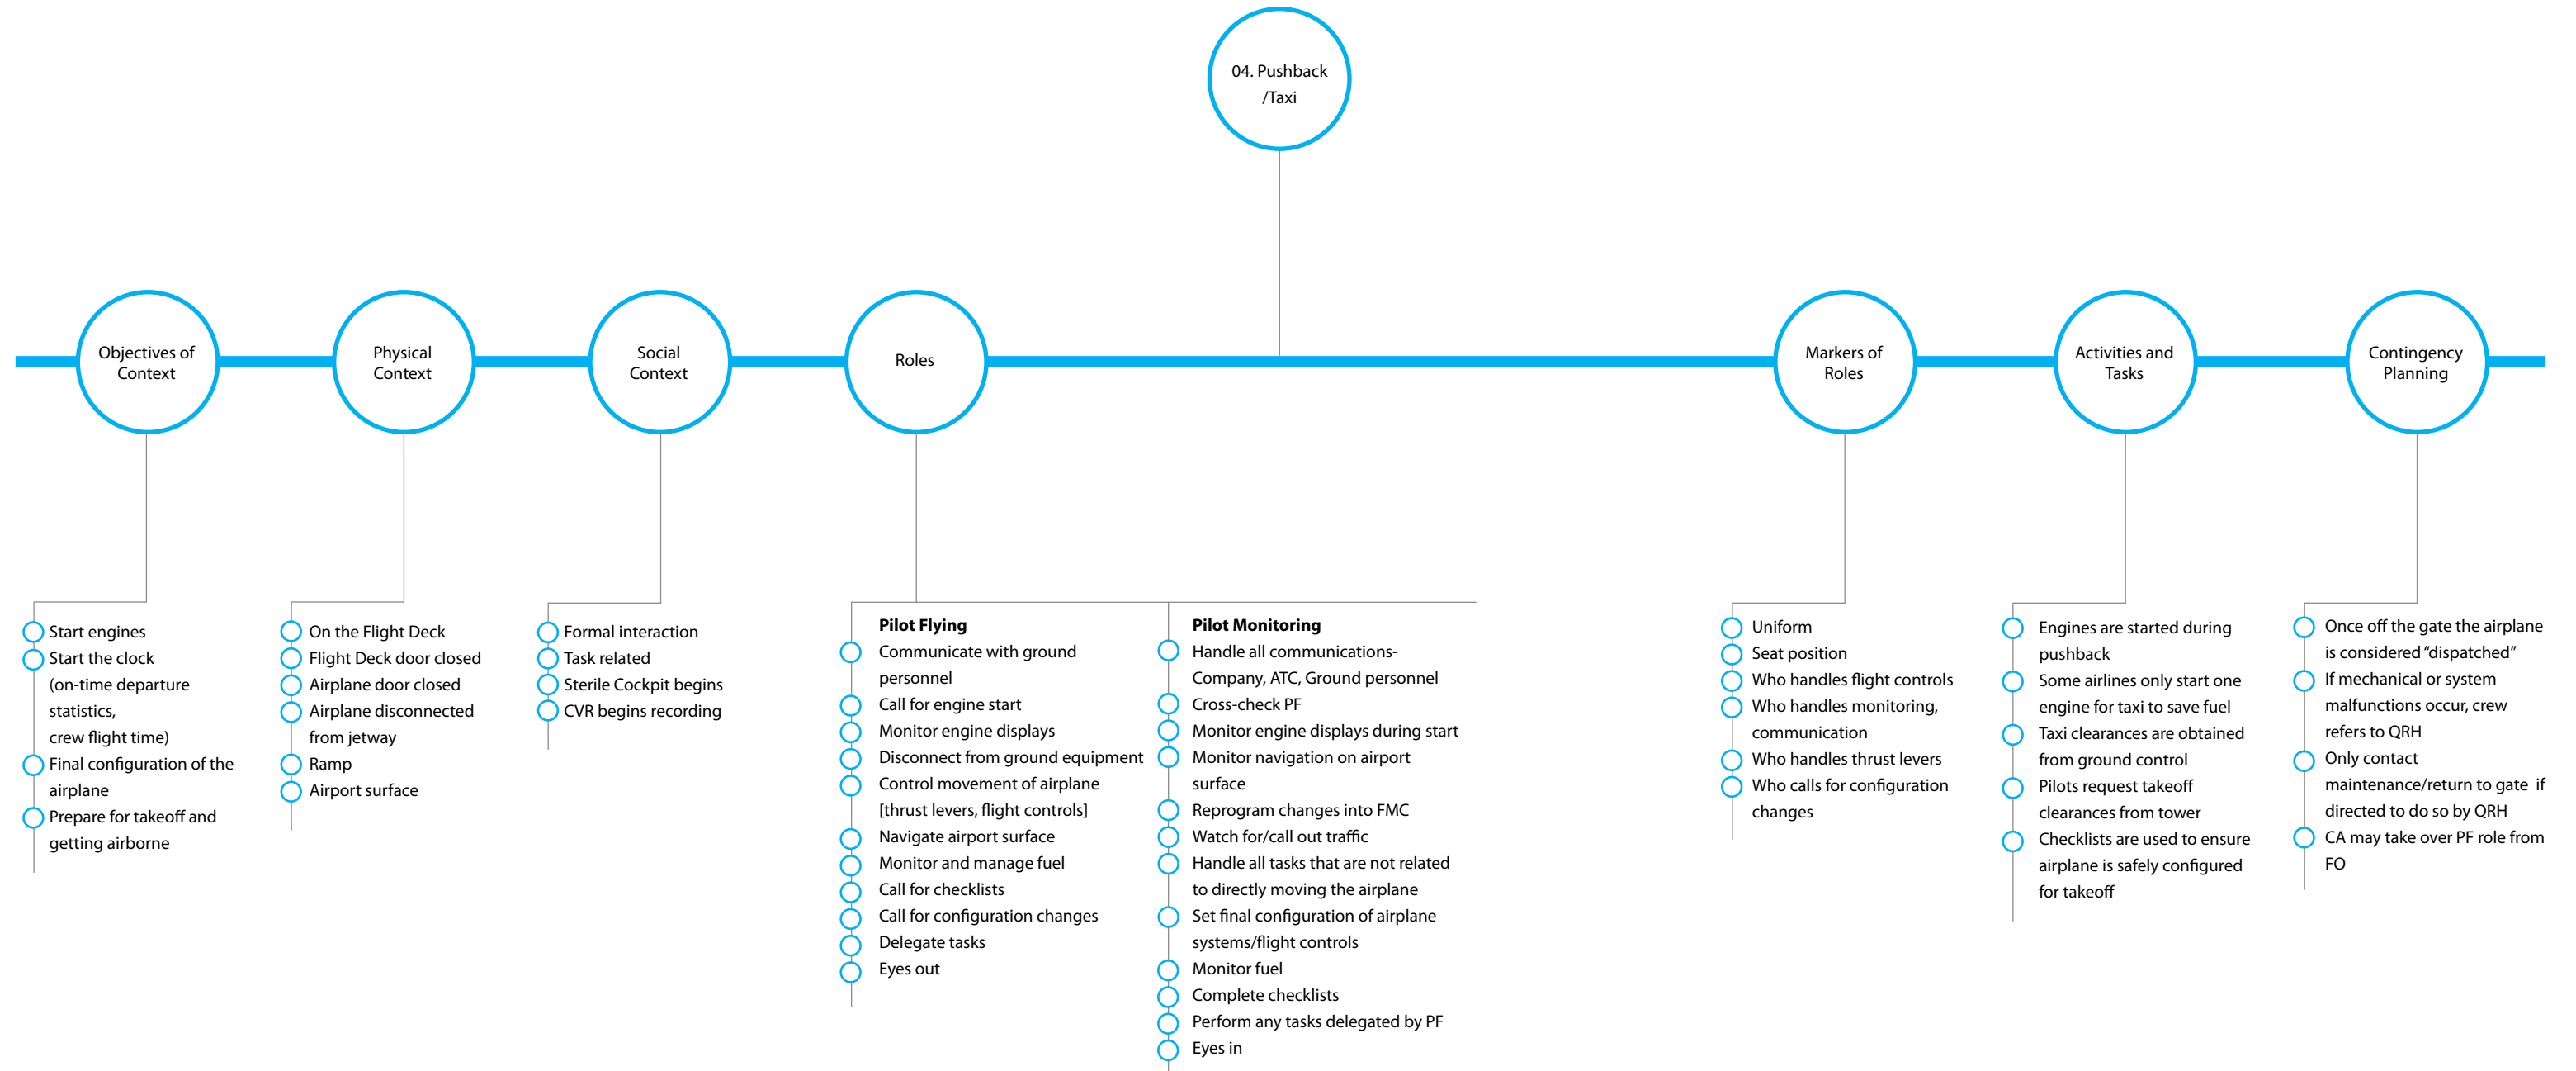 04. Pushback
/Taxi
Objectives of
Context
Physical
Context
Social
Context
Roles
Markers of
Roles
Activities and
Tasks
Contingency
Planning
Start engines
Start the clock
(on-time departure
statistics,
crew flight time)
Final configuration of the
airplane
Prepare for takeoff and
getting airborne
On the Flight Deck
Flight Deck door closed
Airplane door closed
Airplane disconnected
from jetway
Ramp
Airport surface
Formal interaction
Task related
Sterile Cockpit begins
CVR begins recording
Pilot Flying
Communicate with ground
personnel
Call for engine start
Monitor engine displays
Disconnect from ground equipment
Control movement of airplane
[thrust levers, flight controls]
Navigate airport surface
Monitor and manage fuel
Call for checklists
Call for configuration changes
Delegate tasks
Eyes out
Pilot Monitoring
Handle all communications-
Company, ATC, Ground personnel
Cross-check PF
Monitor engine displays during start
Monitor navigation on airport
surface
Reprogram changes into FMC
Watch for/call out traffic
Handle all tasks that are not related
to directly moving the airplane
Set final configuration of airplane
systems/flight controls
Monitor fuel
Complete checklists
Perform any tasks delegated by PF
Eyes in
Uniform
Seat position
Who handles flight controls
Who handles monitoring,
communication
Who handles thrust levers
Who calls for configuration
changes
Engines are started during
pushback
Some airlines only start one
engine for taxi to save fuel
Taxi clearances are obtained
from ground control
Pilots request takeoff
clearances from tower
Checklists are used to ensure
airplane is safely configured
for takeoff
Once off the gate the airplane
is considered “dispatched”
If mechanical or system
malfunctions occur, crew
refers to QRH
Only contact
maintenance/return to gate if
directed to do so by QRH
CA may take over PF role from
FO